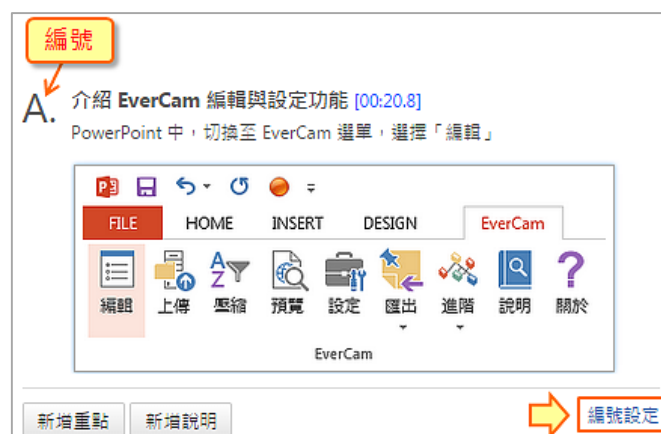 編號
A. 介紹 EverCam 編輯與設定功能 [00:20.8]
PowerPoint 中，切換至 EverCam 選單，選擇「編輯」
FILE HOME INSERT DESIGN EverCam
編輯 上傳 壓縮 預覽 設定 匯出 進階 說明 關於
EverCam
新增重點 新增說明 編號設定